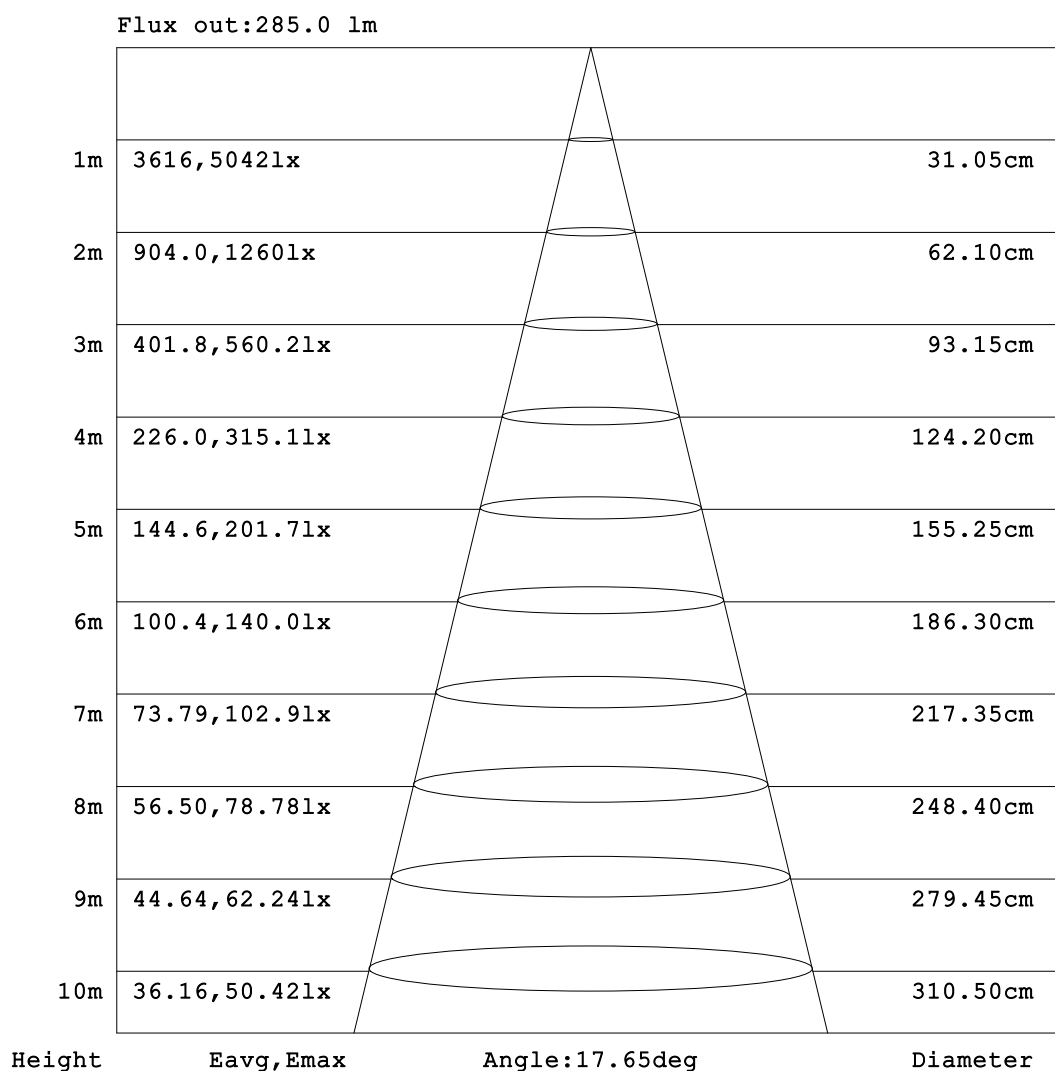 Flux out:285.0 lm
1m 3616,5042lx 31.05cm
2m 904.0,1260lx 62.10cm
3m 401.8,560.2lx 93.15cm
4m 226.0,315.1lx 124.20cm
5m 144.6,201.7lx 155.25cm
6m 100.4,140.0lx 186.30cm
7m 73.79,102.9lx 217.35cm
8m 56.50,78.78lx 248.40cm
9m 44.64,62.24lx 279.45cm
10m 36.16,50.42lx 310.50cm
Height Eavg,Emax Angle:17.65deg Diameter